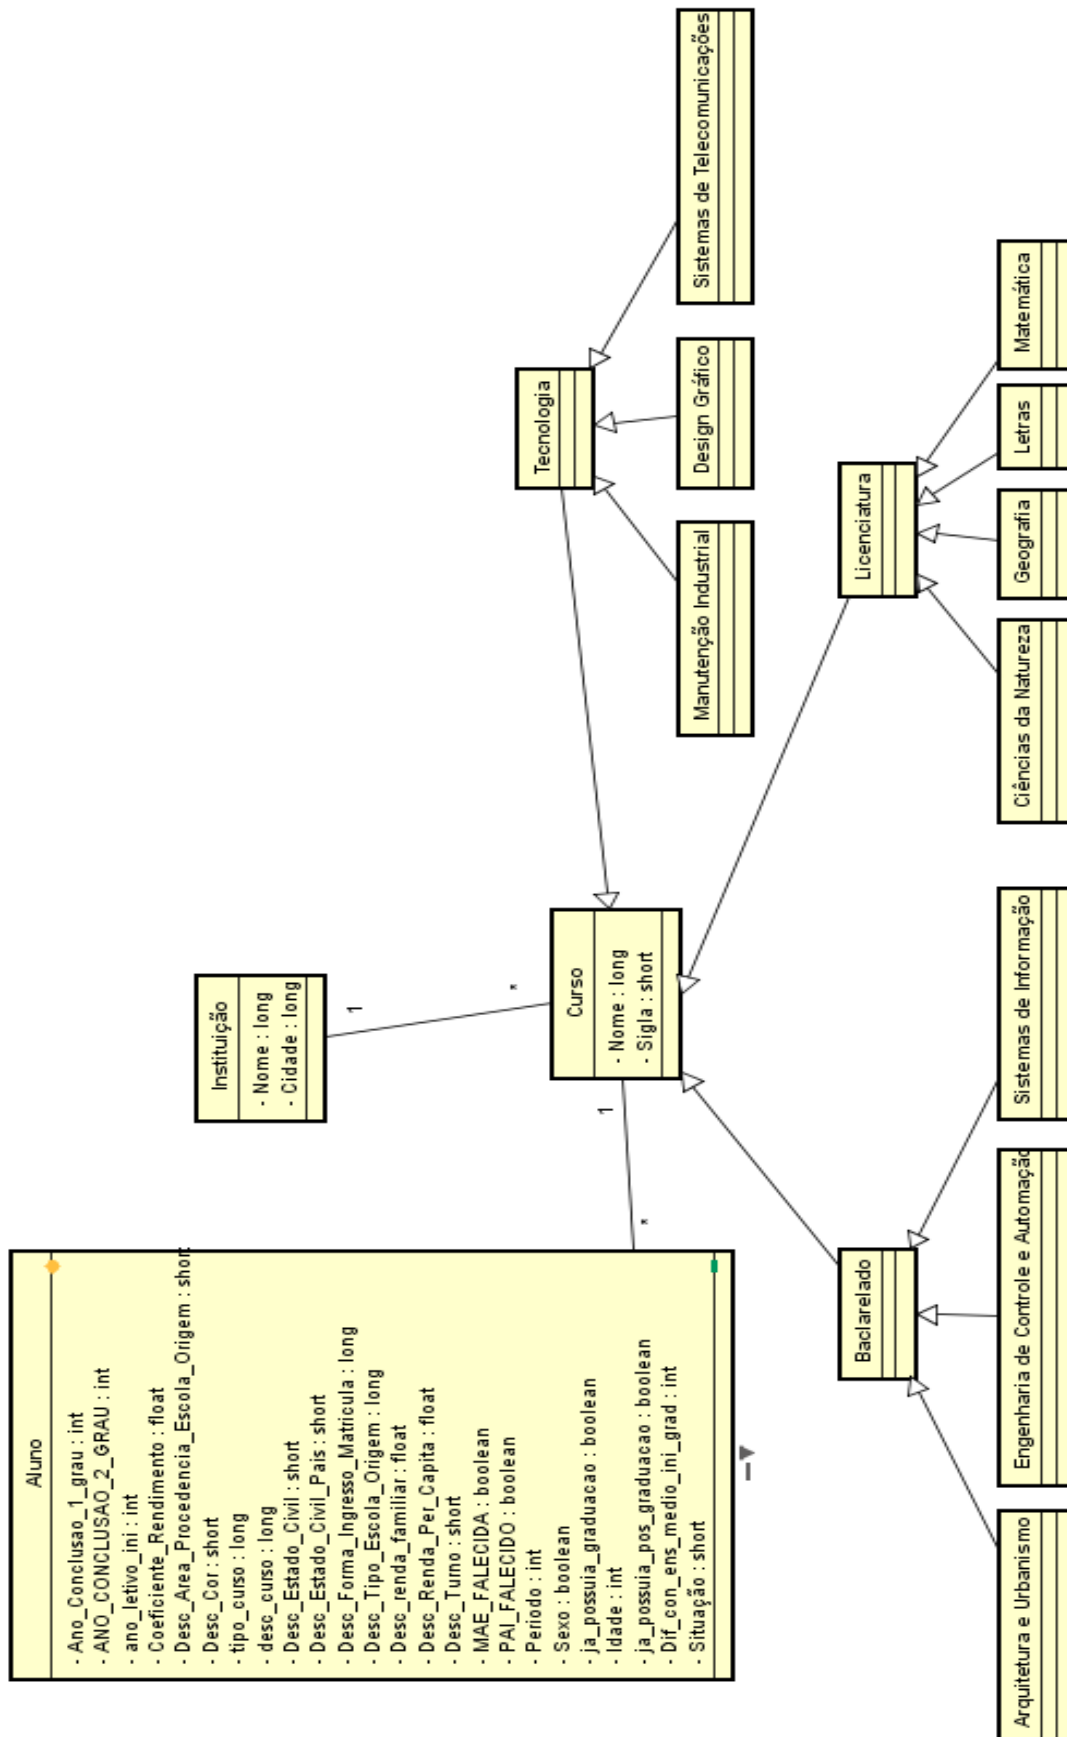 Aluno
- Ano_Conclusao_1_grau : int
- ANO_CONCLUSAO_2_GRAU : int
- ano_letivo_ini : int
- Coeficiente_Rendimento : float
- Desc_Area_Procedencia_Escola_Origem : short
- Desc_Cor : short
- tipo_curso : long
- desc_curso : long
- Desc_Estado_Civil : short
- Desc_Estado_Civil_Pais : short
- Desc_Forma_Ingresso_Matricula : long
- Desc_Tipo_Escola_Origem : long
- Desc_renda_familiar : float
- Desc_Renda_Per_Capita : float
- Desc_Turno : short
- MAE_FALECIDA : boolean
- PAI_FALECIDO : boolean
- Periodo : int
- Sexo : boolean
- ja_possuia_graduacao : boolean
- Idade : int
- ja_possuia_pos_graduacao : boolean
- Dif_con_ens_medio_ini_grad : int
- Situação : short
Instituição
- Nome : long
- Cidade : long
1
*
1
*
Curso
- Nome : long
- Sigla : short
Tecnologia
Manutenção Industrial
Design Gráfico
Sistemas de Telecomunicações
Baclarelado
Licenciatura
Arquitetura e Urbanismo
Engenharia de Controle e Automação
Sistemas de Informação
Ciências da Natureza
Geografia
Letras
Matemática